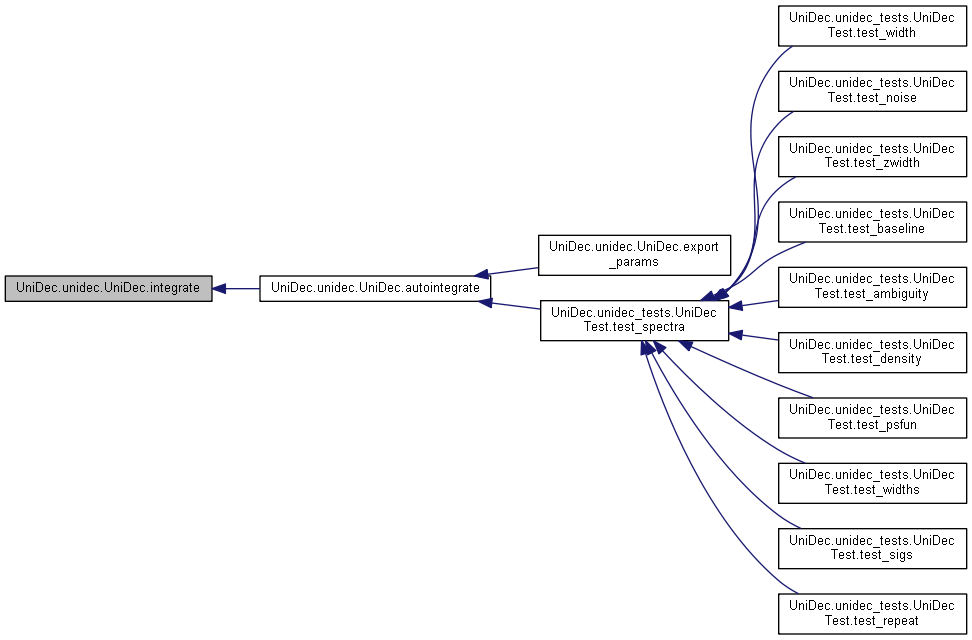 UniDec.unidec.UniDec.integrate
UniDec.unidec.UniDec.autointegrate
UniDec.unidec.UniDec.export
_params
UniDec.unidec_tests.UniDec
Test.test_spectra
UniDec.unidec_tests.UniDec
Test.test_width
UniDec.unidec_tests.UniDec
Test.test_noise
UniDec.unidec_tests.UniDec
Test.test_zwidth
UniDec.unidec_tests.UniDec
Test.test_baseline
UniDec.unidec_tests.UniDec
Test.test_ambiguity
UniDec.unidec_tests.UniDec
Test.test_density
UniDec.unidec_tests.UniDec
Test.test_psfun
UniDec.unidec_tests.UniDec
Test.test_widths
UniDec.unidec_tests.UniDec
Test.test_sigs
UniDec.unidec_tests.UniDec
Test.test_repeat